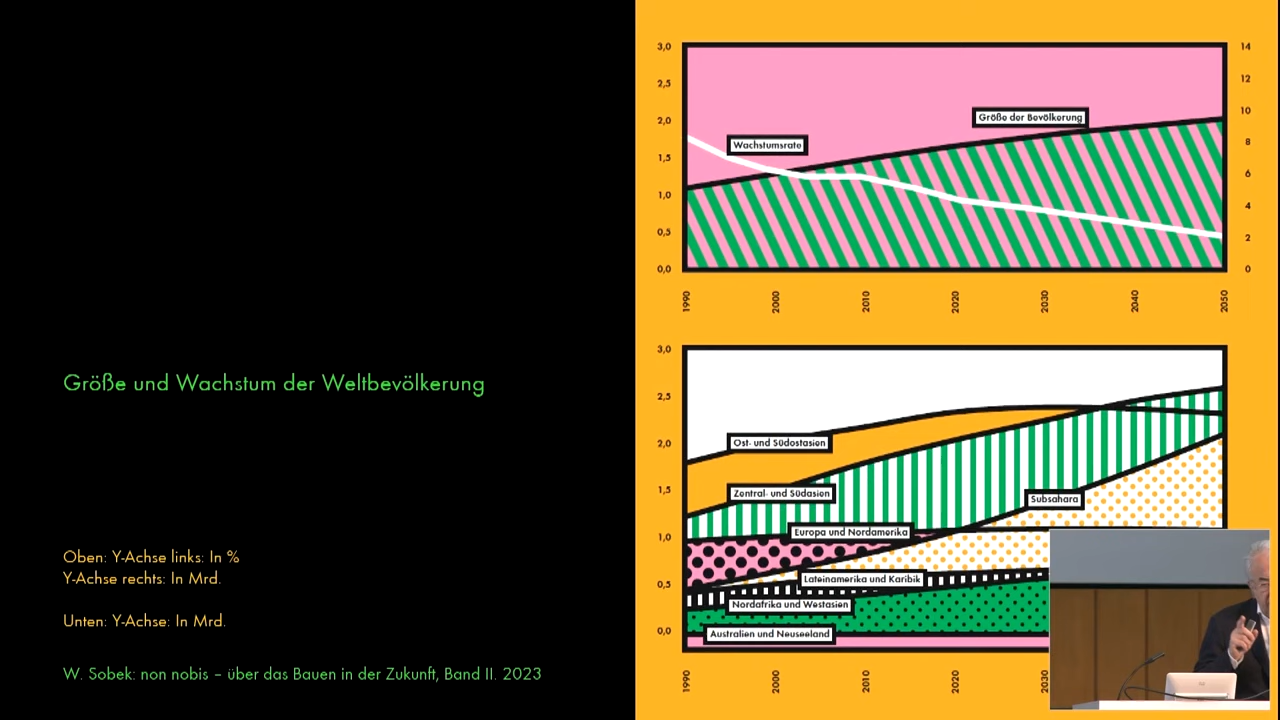 Größe und Wachstum der Weltbevölkerung
Oben: Y-Achse links: In %
Y-Achse rechts: In Mrd.
Unten: Y-Achse: In Mrd.
W. Sobek: non nobis – über das Bauen in der Zukunft, Band II. 2023
3,0
2,5
2,0
1,5
1,0
0,5
0,0
14
12
10
8
6
4
2
0
Größe der Bevölkerung
Wachstumsrate
1990
2000
2010
2020
2030
2040
2050
3,0
2,5
2,0
1,5
1,0
0,5
0,0
Ost- und Südostasien
Zentral- und Südasien
Subsahara
Europa und Nordamerika
Lateinamerika und Karibik
Nordafrika und Westasien
Australien und Neuseeland
1990
2000
2010
2020
2030